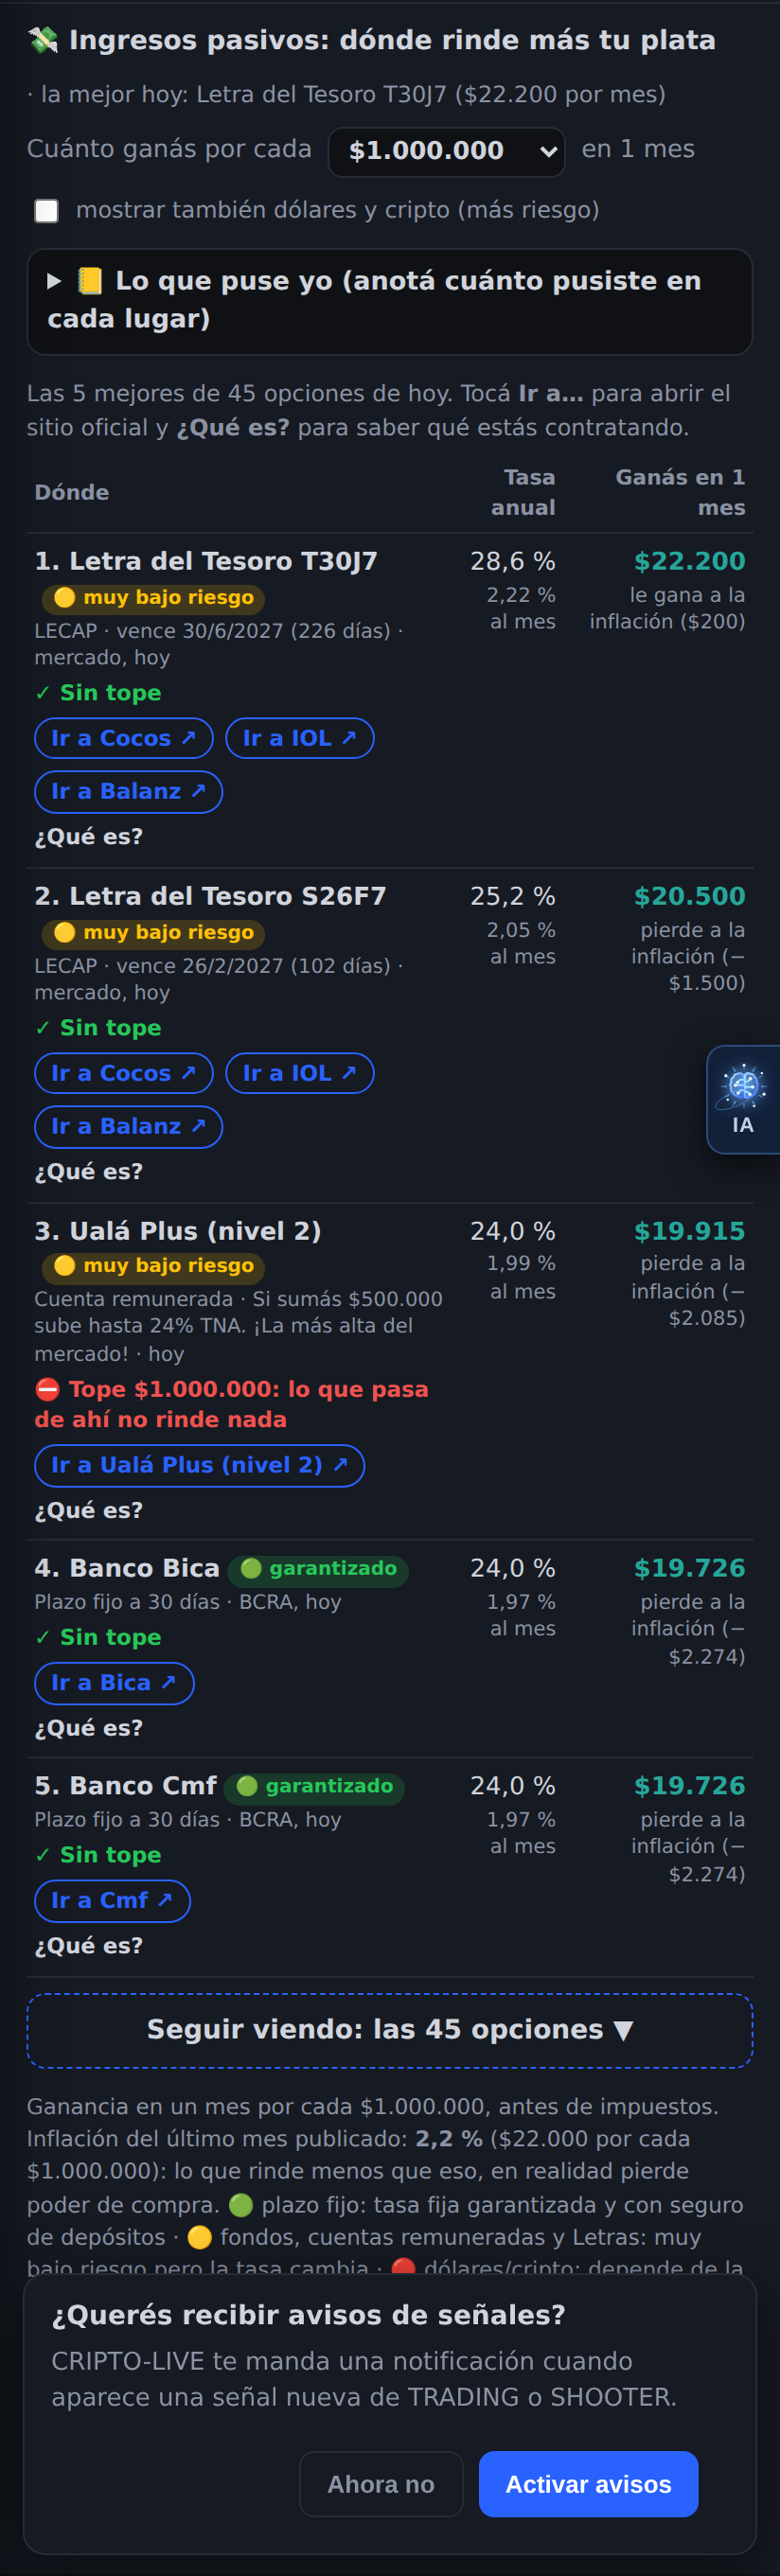 💸 Ingresos pasivos: dónde rinde más tu plata
· la mejor hoy: Letra del Tesoro T30J7 ($22.200 por mes)
Cuánto ganás por cada $1.000.000 en 1 mes
mostrar también dólares y cripto (más riesgo)
▶ 📒 Lo que puse yo (anotá cuánto pusiste en
cada lugar)
Las 5 mejores de 45 opciones de hoy. Tocá Ir a... para abrir el
sitio oficial y ¿Qué es? para saber qué estás contratando.
Dónde Tasa anual Ganás en 1 mes
1. Letra del Tesoro T30J7 28,6 % $22.200
🟡 muy bajo riesgo 2,22 % al mes le gana a la inflación ($200)
LECAP · vence 30/6/2027 (226 días) ·
mercado, hoy
✓ Sin tope
Ir a Cocos ↗ Ir a IOL ↗
Ir a Balanz ↗
¿Qué es?
2. Letra del Tesoro S26F7 25,2 % $20.500
🟡 muy bajo riesgo 2,05 % al mes pierde a la inflación (−$1.500)
LECAP · vence 26/2/2027 (102 días) ·
mercado, hoy
✓ Sin tope
Ir a Cocos ↗ Ir a IOL ↗
Ir a Balanz ↗
¿Qué es?
IA
3. Ualá Plus (nivel 2) 24,0 % $19.915
🟡 muy bajo riesgo 1,99 % al mes pierde a la inflación (−$2.085)
Cuenta remunerada · Si sumás $500.000
sube hasta 24% TNA. ¡La más alta del
mercado! · hoy
⛔ Tope $1.000.000: lo que pasa
de ahí no rinde nada
Ir a Ualá Plus (nivel 2) ↗
¿Qué es?
4. Banco Bica 🟢 garantizado 24,0 % $19.726
Plazo fijo a 30 días · BCRA, hoy 1,97 % al mes pierde a la inflación (−$2.274)
✓ Sin tope
Ir a Bica ↗
¿Qué es?
5. Banco Cmf 🟢 garantizado 24,0 % $19.726
Plazo fijo a 30 días · BCRA, hoy 1,97 % al mes pierde a la inflación (−$2.274)
✓ Sin tope
Ir a Cmf ↗
¿Qué es?
Seguir viendo: las 45 opciones ▼
Ganancia en un mes por cada $1.000.000, antes de impuestos.
Inflación del último mes publicado: 2,2 % ($22.000 por cada
$1.000.000): lo que rinde menos que eso, en realidad pierde
poder de compra. 🟢 plazo fijo: tasa fija garantizada y con seguro
de depósitos · 🟡 fondos, cuentas remuneradas y Letras: muy
bajo riesgo pero la tasa cambia · 🔴 dólares/cripto: depende de la
¿Querés recibir avisos de señales?
CRIPTO-LIVE te manda una notificación cuando
aparece una señal nueva de TRADING o SHOOTER.
Ahora no Activar avisos